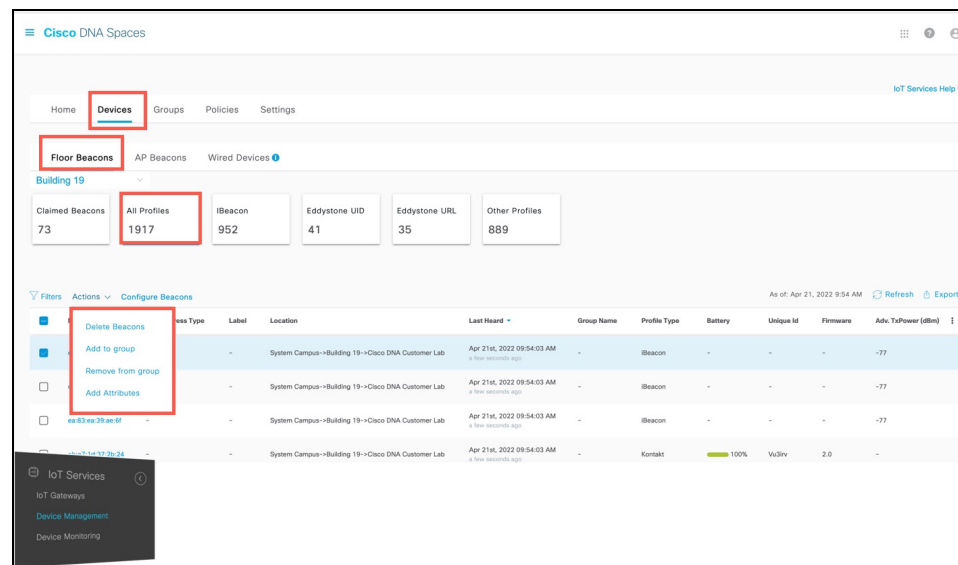 Cisco DNA Spaces
IoT Services Help
Home Devices Groups Policies Settings
Floor Beacons AP Beacons Wired Devices
Building 19
Claimed Beacons All Profiles IBeacon Eddystone UID Eddystone URL Other Profiles
73 1917 952 41 35 889
Filters Actions Configure Beacons As of: Apr 21, 2022 9:54 AM Refresh Export
Label Location Last Heard Group Name Profile Type Battery Unique Id Firmware Adv. TxPower (dBm)
Delete Beacons
Add to group
Remove from group
Add Attributes
- System Campus->Building 19->Cisco DNA Customer Lab Apr 21st, 2022 09:54:03 AM - iBeacon - - - -77
a few seconds ago
- System Campus->Building 19->Cisco DNA Customer Lab Apr 21st, 2022 09:54:03 AM - iBeacon - - - -77
a few seconds ago
ea:83:ea:39:ae:6f - - System Campus->Building 19->Cisco DNA Customer Lab Apr 21st, 2022 09:54:03 AM - iBeacon - - - -77
a few seconds ago
- System Campus->Building 19->Cisco DNA Customer Lab Apr 21st, 2022 09:54:03 AM - Kontakt 100% Vu3irv 2.0 -
a few seconds ago
IoT Services
IoT Gateways
Device Management
Device Monitoring